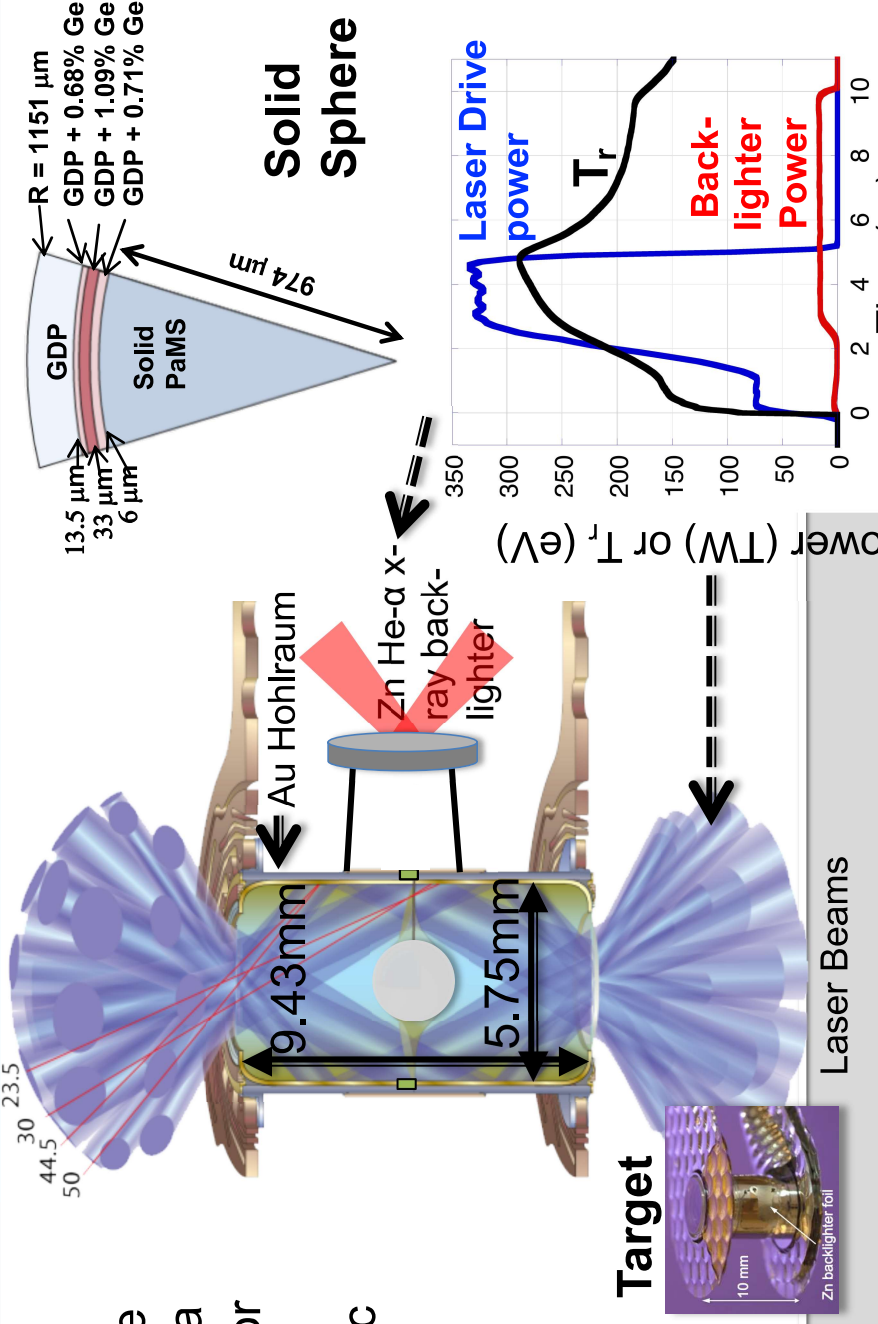 R = 1151 µm
GDP + 0.68% Ge
GDP + 1.09% Ge
GDP + 0.71% Ge
GDP
Solid
PaMS
974 µm
13.5 µm
33 µm
6 µm
Solid
Sphere
350
300
250
200
150
100
50
0
0
2
4
6
8
10
Laser Drive
power
Tr
Back-
lighter
Power
(TW) or Tr (eV)
23.5
30
44.5
50
Au Hohlraum
9.43mm
5.75mm
Zn He-α x-
ray back-
lighter
Laser Beams
Target
10 mm
Zn backlighter foil